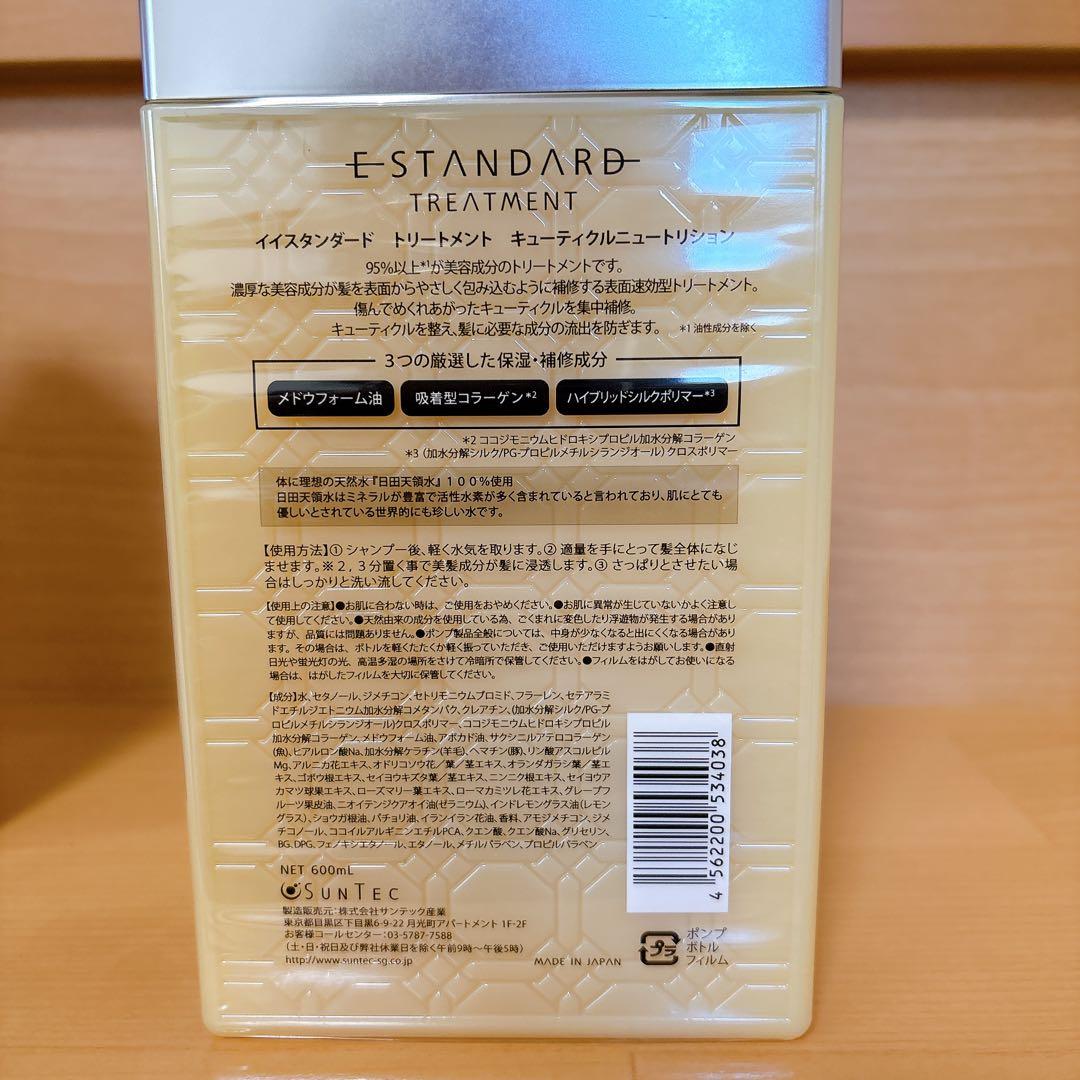 E STANDARD
TREATMENT
イイスタンダード　トリートメント　キューティクルニュートリション
95%以上*1が美容成分のトリートメントです。
濃厚な美容成分が髪を表面からやさしく包み込むように補修する表面速効型トリートメント。
傷んでめくれあがったキューティクルを集中補修。
キューティクルを整え、髪に必要な成分の流出を防ぎます。　*1 油性成分を除く
3つの厳選した保湿・補修成分
メドウフォーム油　吸着型コラーゲン*2　ハイブリッドシルクポリマー*3
*2 ココジモニウムヒドロキシプロピル加水分解コラーゲン
*3（加水分解シルク/PG-プロピルメチルシランジオール）クロスポリマー
体に理想の天然水『日田天領水』100％使用
日田天領水はミネラルが豊富で活性水素が多く含まれていると言われており、肌にとても
優しいとされている世界的にも珍しい水です。
【使用方法】① シャンプー後、軽く水気を取ります。② 適量を手にとって髪全体になじ
ませます。※2,3分置く事で美髪成分が髪に浸透します。③ さっぱりとさせたい場
合はしっかりと洗い流してください。
【使用上の注意】●お肌に合わない時は、ご使用をおやめください。●お肌に異常が生じていないかよく注意し
て使用してください。●天然由来の成分を使用している為、ごくまれに変色したり浮遊物が発生する場合があり
ますが、品質には問題ありません。●ポンプ製品全般については、中身が少なくなると出にくくなる場合がありま
す。その場合は、ボトルを軽くたたくか軽く振っていただき、ご使用いただけますようお願いします。●直射
日光や蛍光灯の光、高温多湿の場所をさけて冷暗所で保管してください。●フィルムをはがしてお使いになる
場合は、はがしたフィルムを大切に保管してください。
【成分】水、セタノール、ジメチコン、セトリモニウムブロミド、フラーレン、セテアラミ
ドエチルジエトニウム加水分解コメタンパク、クレアチン、(加水分解シルク/PG-プ
ロピルメチルシランジオール)クロスポリマー、ココジモニウムヒドロキシプロピル
加水分解コラーゲン、メドウフォーム油、アボカド油、サクシニルアテロコラーゲン
(魚)、ヒアルロン酸Na、加水分解ケラチン(羊毛)、ヘマチン(豚)、リン酸アスコルビル
Mg、アルニカ花エキス、オドリコソウ花／葉／茎エキス、オランダガラシ葉／茎エ
キス、ゴボウ根エキス、セイヨウキズタ葉／茎エキス、ニンニク根エキス、セイヨウア
カマツ球果エキス、ローズマリー葉エキス、ローマカミツレ花エキス、グレープフ
ルーツ果皮油、ニオイテンジクアオイ油(ゼラニウム)、インドレモングラス油(レモン
グラス)、ショウガ根油、パチョリ油、イランイラン花油、香料、アモジメチコン、ジメ
チコノール、ココイルアルギニンエチルPCA、クエン酸、クエン酸Na、グリセリン、
BG、DPG、フェノキシエタノール、エタノール、メチルパラベン、プロピルパラベン
NET 600mL
SUNTEC
製造販売元：株式会社サンテック産業
東京都目黒区下目黒6-9-22 月光町アパートメント 1F-2F
お客様コールセンター：03-5787-7588
（土・日・祝日及び弊社休業日を除く午前9時～午後5時）
http://www.suntec-sg.co.jp
MADE IN JAPAN
プラ
ポンプ
ボトル
フィルム
4 562200 534038